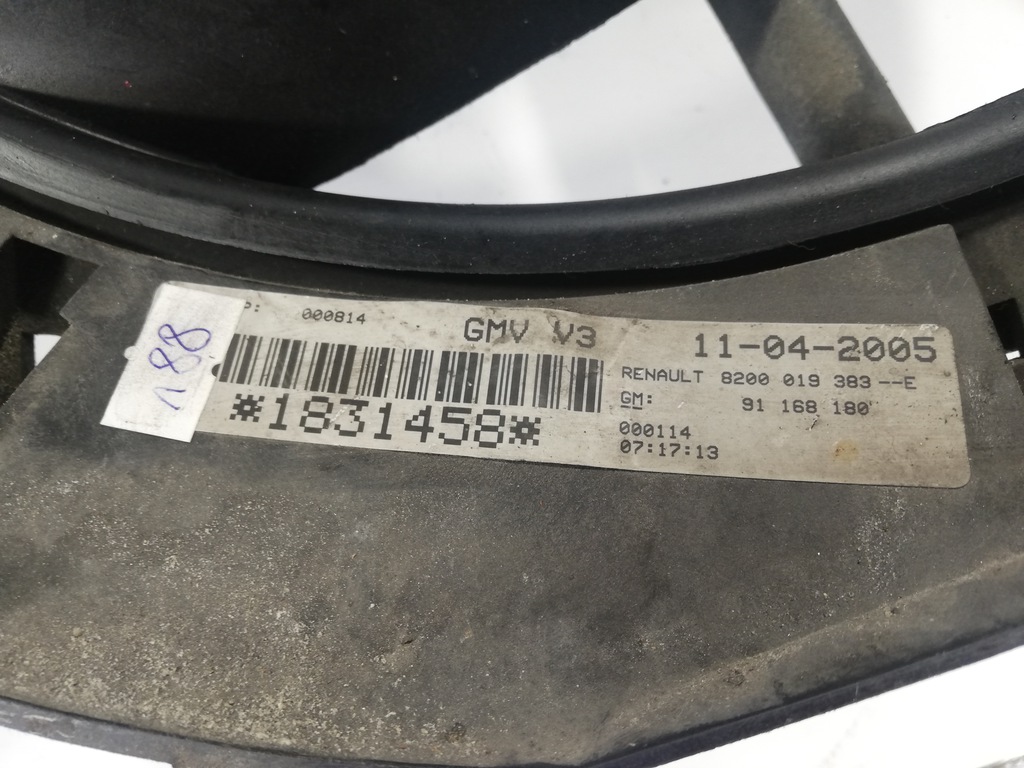 188
P: 000814 GMV V3 11-04-2005
RENAULT 8200 019 383 --E
GM: 91 168 180
*1831458*
000114
07:17:13